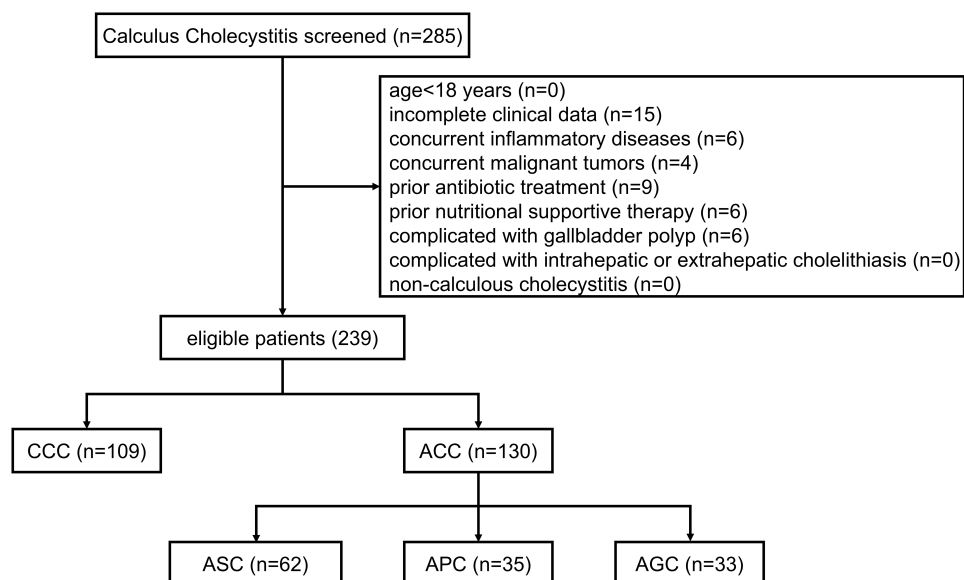 Calculus Cholecystitis screened (n=285)
age<18 years (n=0)
incomplete clinical data (n=15)
concurrent inflammatory diseases (n=6)
concurrent malignant tumors (n=4)
prior antibiotic treatment (n=9)
prior nutritional supportive therapy (n=6)
complicated with gallbladder polyp (n=6)
complicated with intrahepatic or extrahepatic cholelithiasis (n=0)
non-calculous cholecystitis (n=0)
eligible patients (239)
CCC (n=109)
ACC (n=130)
ASC (n=62)
APC (n=35)
AGC (n=33)